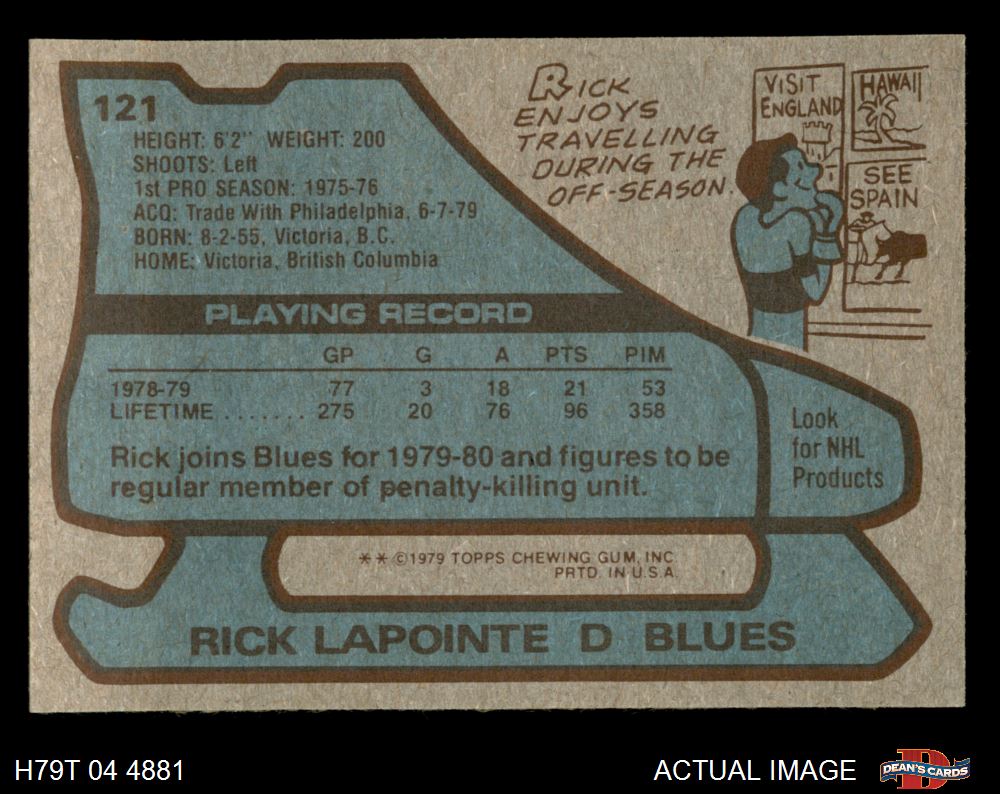 121
HEIGHT: 6'2" WEIGHT: 200
SHOOTS: Left
1st PRO SEASON: 1975-76
ACQ: Trade With Philadelphia, 6-7-79
BORN: 8-2-55, Victoria, B.C.
HOME: Victoria, British Columbia
RICK
ENJOYS
TRAVELLING
DURING THE
OFF-SEASON.
VISIT
ENGLAND
HAWAII
SEE
SPAIN
PLAYING RECORD
GP G A PTS PIM
1978-79 77 3 18 21 53
LIFETIME ....... 275 20 76 96 358
Rick joins Blues for 1979-80 and figures to be
regular member of penalty-killing unit.
Look
for NHL
Products
** ©1979 TOPPS CHEWING GUM, INC.
PRTD. IN U.S.A.
RICK LAPOINTE D BLUES
H79T 04 4881
ACTUAL IMAGE
DEAN'S CARDS